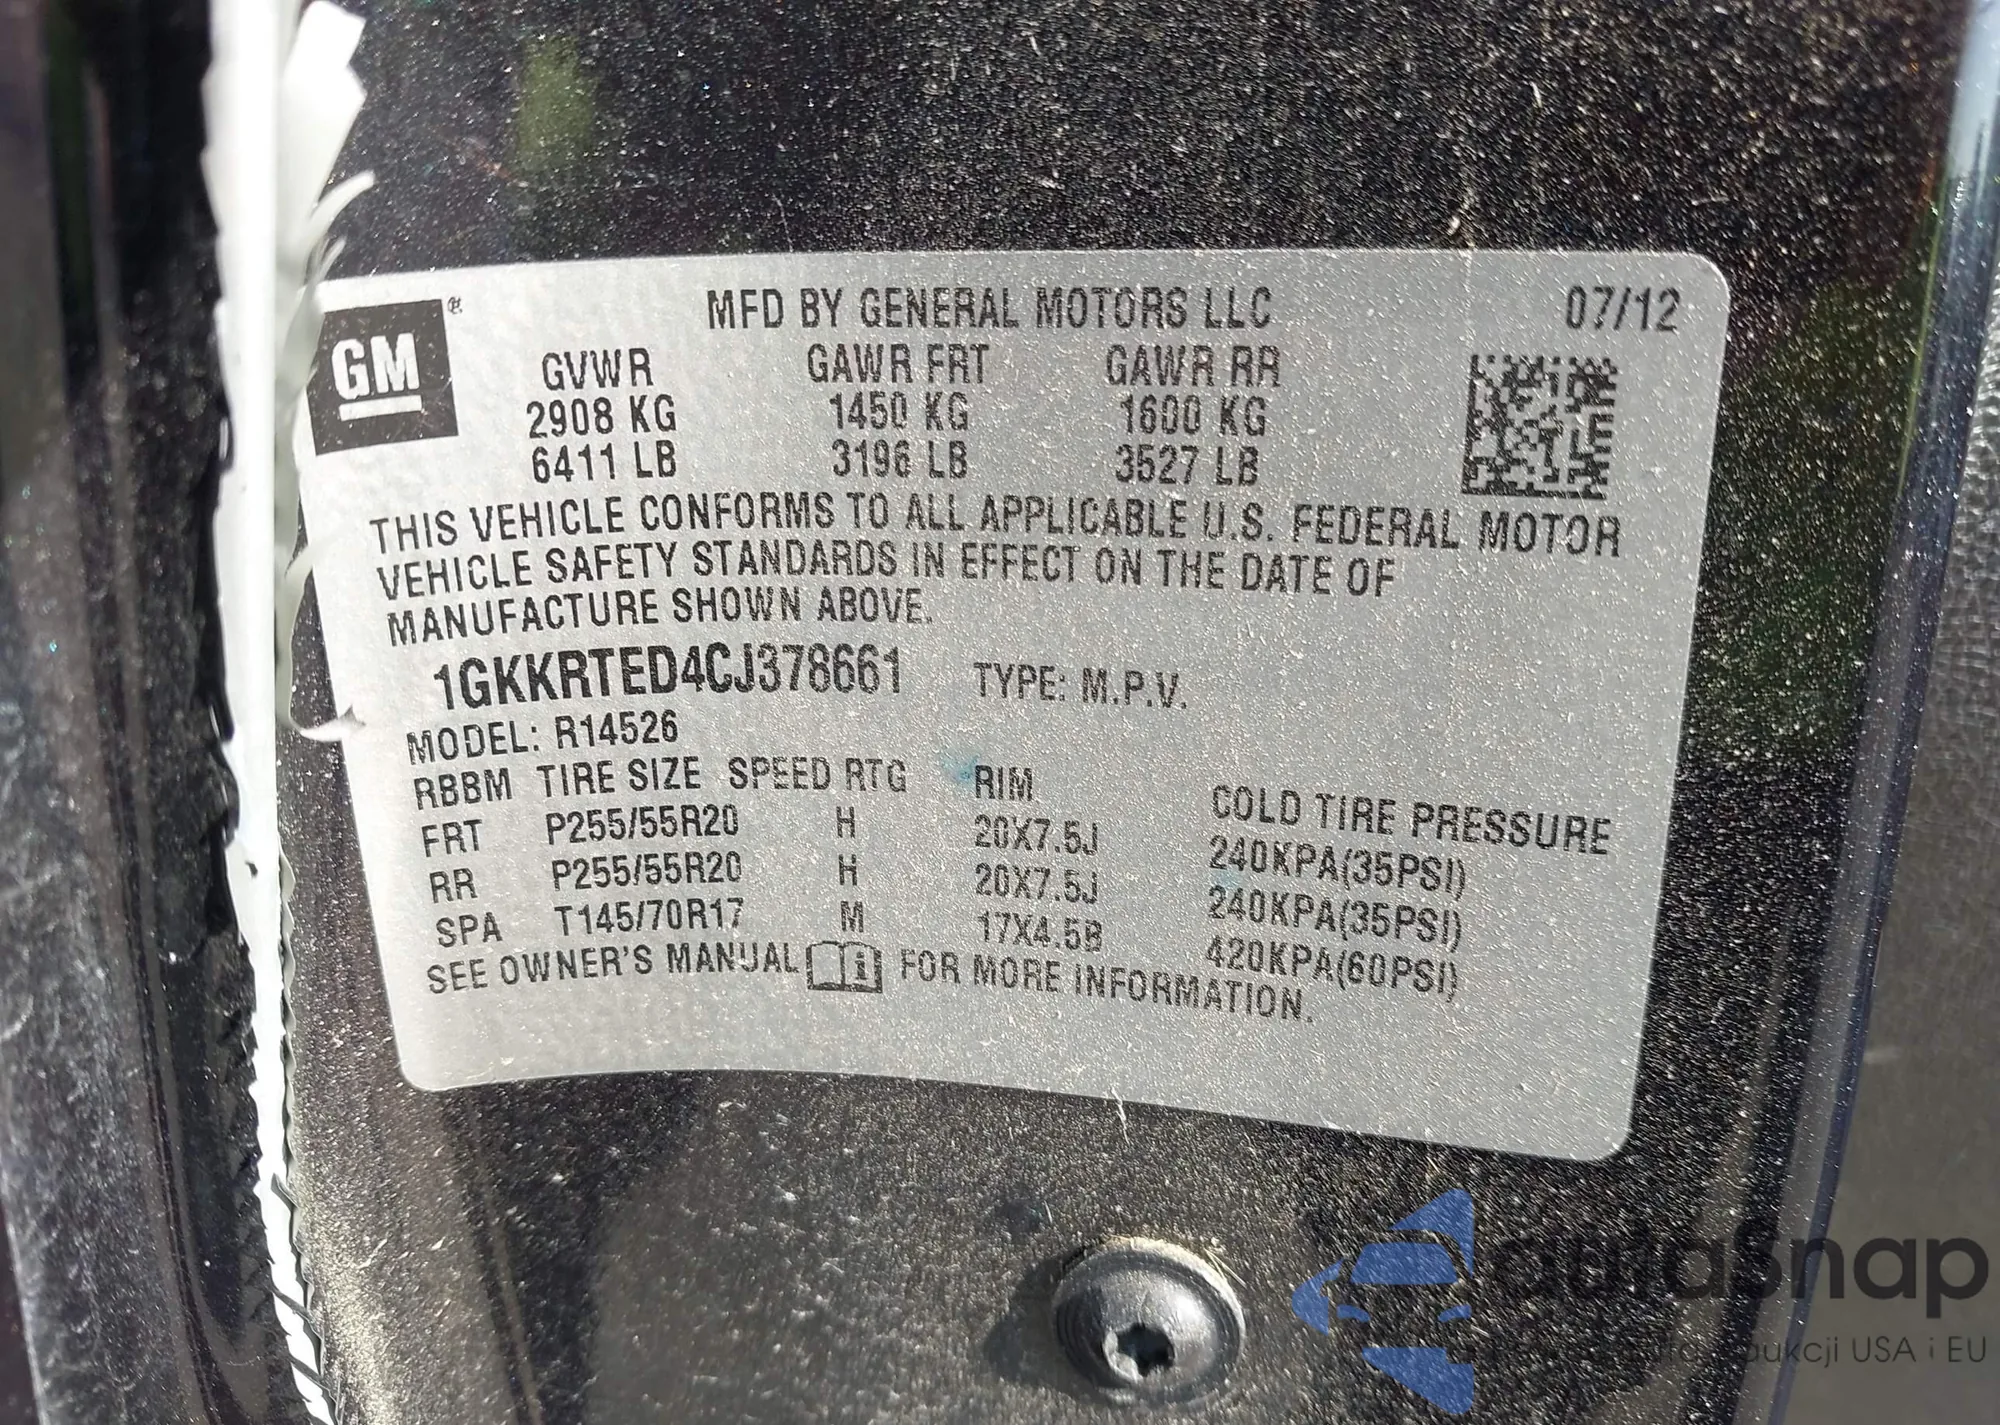 MFD BY GENERAL MOTORS LLC 07/12
GM ®
GVWR GAWR FRT GAWR RR
2908 KG 1450 KG 1600 KG
6411 LB 3196 LB 3527 LB
THIS VEHICLE CONFORMS TO ALL APPLICABLE U.S. FEDERAL MOTOR
VEHICLE SAFETY STANDARDS IN EFFECT ON THE DATE OF
MANUFACTURE SHOWN ABOVE.
1GKKRTED4CJ378661 TYPE: M.P.V.
MODEL: R14526
RBBM TIRE SIZE SPEED RTG RIM COLD TIRE PRESSURE
FRT P255/55R20 H 20X7.5J 240KPA(35PSI)
RR P255/55R20 H 20X7.5J 240KPA(35PSI)
SPA T145/70R17 M 17X4.5B 420KPA(60PSI)
SEE OWNER'S MANUAL FOR MORE INFORMATION.
autasnap
aukcji USA i EU